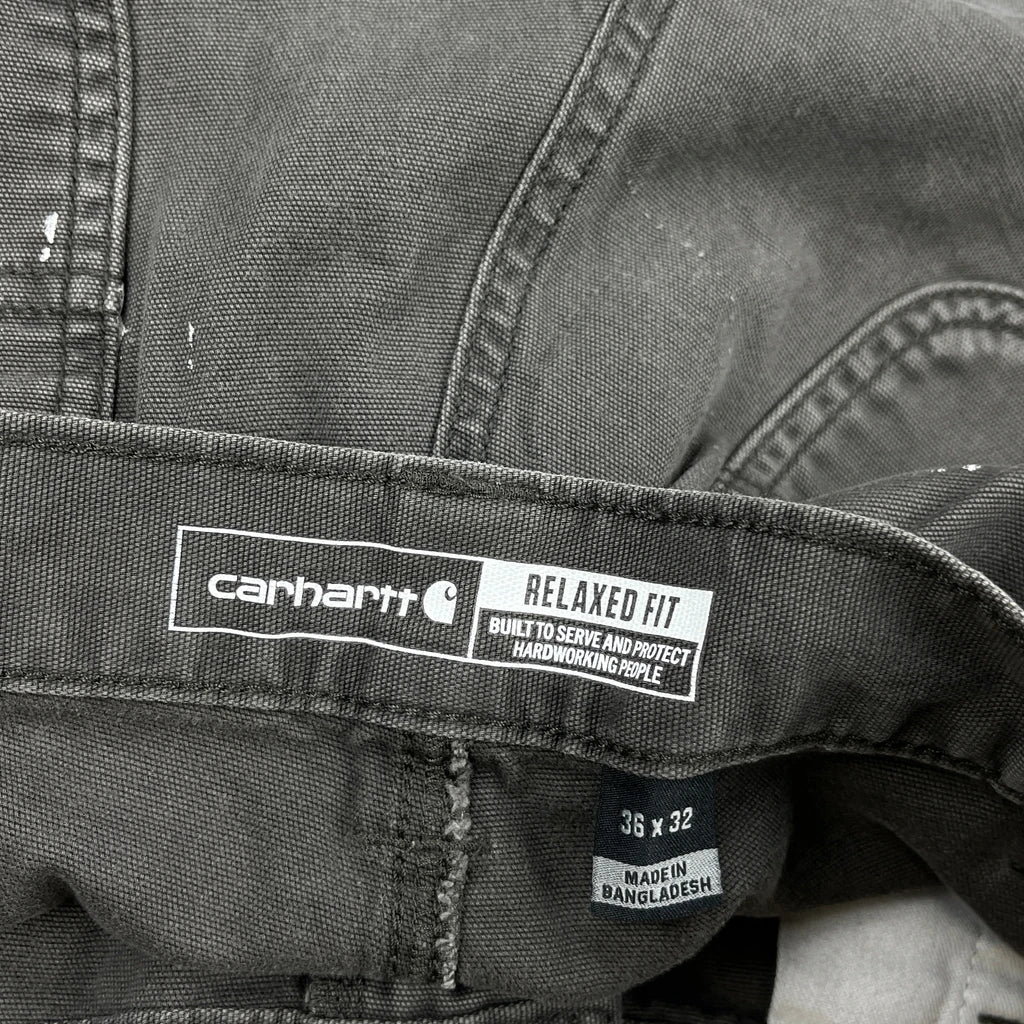 carhartt
RELAXED FIT
BUILT TO SERVE AND PROTECT
HARDWORKING PEOPLE
36 x 32
MADE IN
BANGLADESH